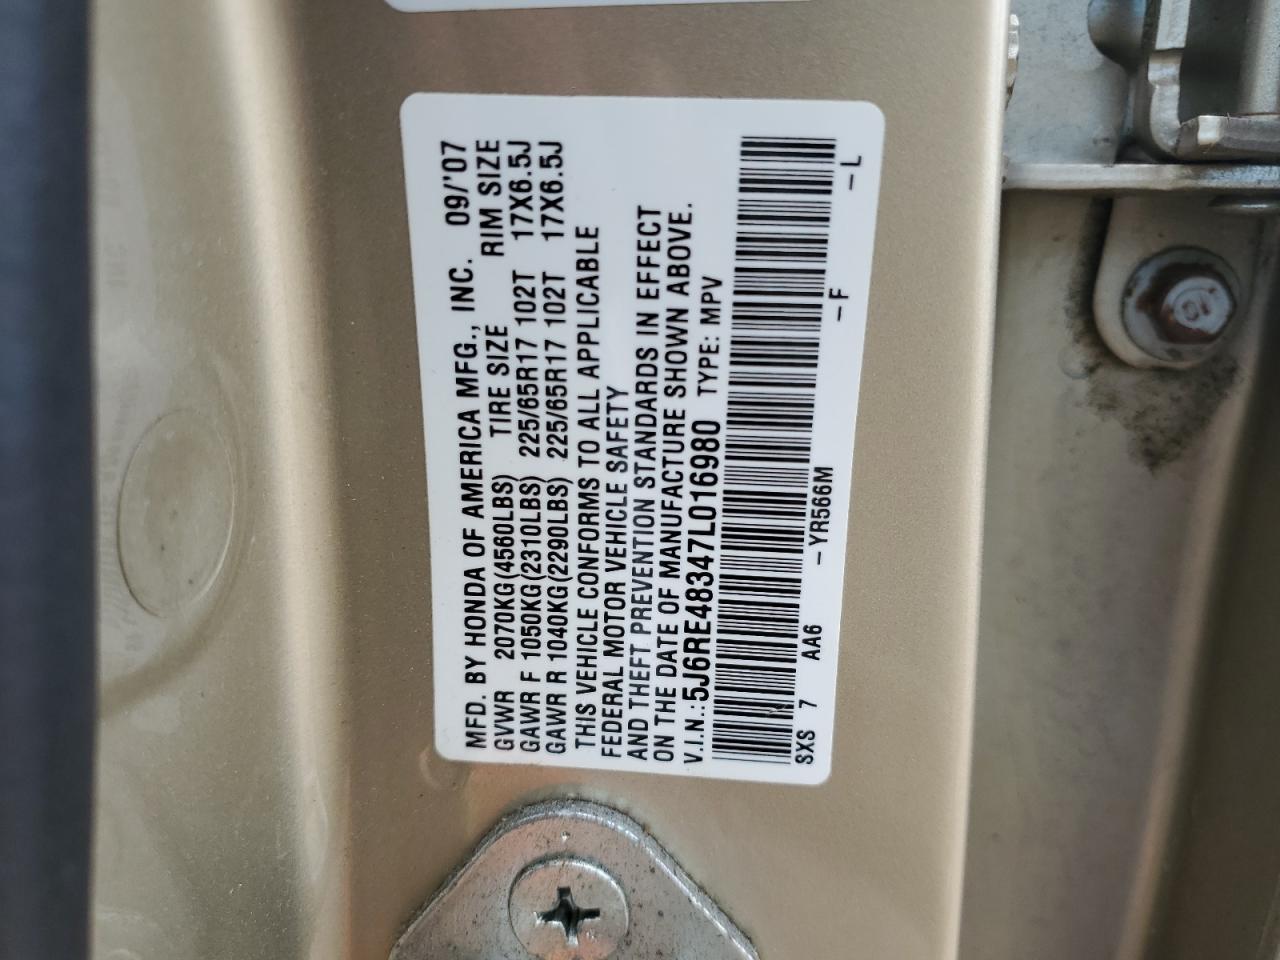 MFD. BY HONDA OF AMERICA MFG., INC. 09/'07
GVWR 2070KG(4560LBS) TIRE SIZE RIM SIZE
GAWR F 1050KG(2310LBS) 225/65R17 102T 17X6.5J
GAWR R 1040KG(2290LBS) 225/65R17 102T 17X6.5J
THIS VEHICLE CONFORMS TO ALL APPLICABLE
FEDERAL MOTOR VEHICLE SAFETY
AND THEFT PREVENTION STANDARDS IN EFFECT
ON THE DATE OF MANUFACTURE SHOWN ABOVE.
V.I.N.:5J6RE48347L016980 TYPE: MPV
SXS 7 AA6 –YR566M –F –L